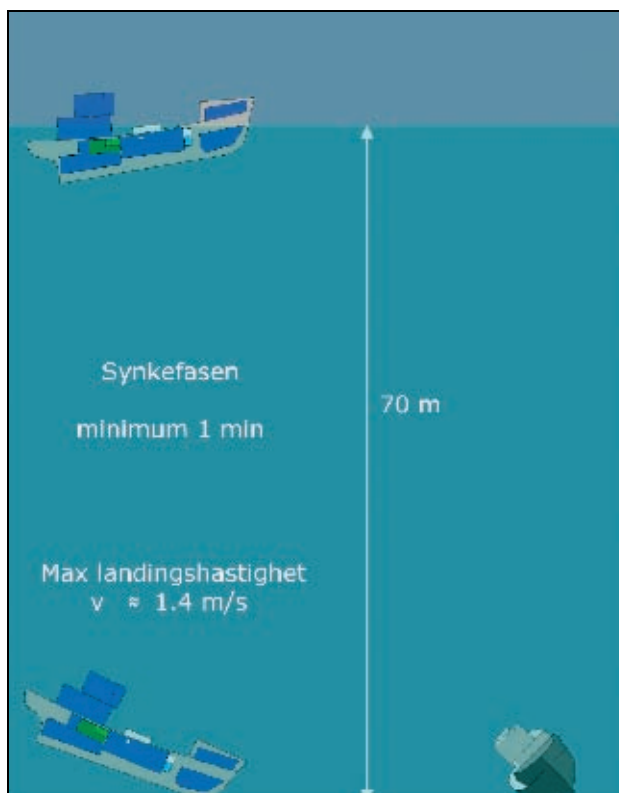 Synkefasen
minimum 1 min
70 m
Max landingshastighet
v ≈ 1.4 m/s